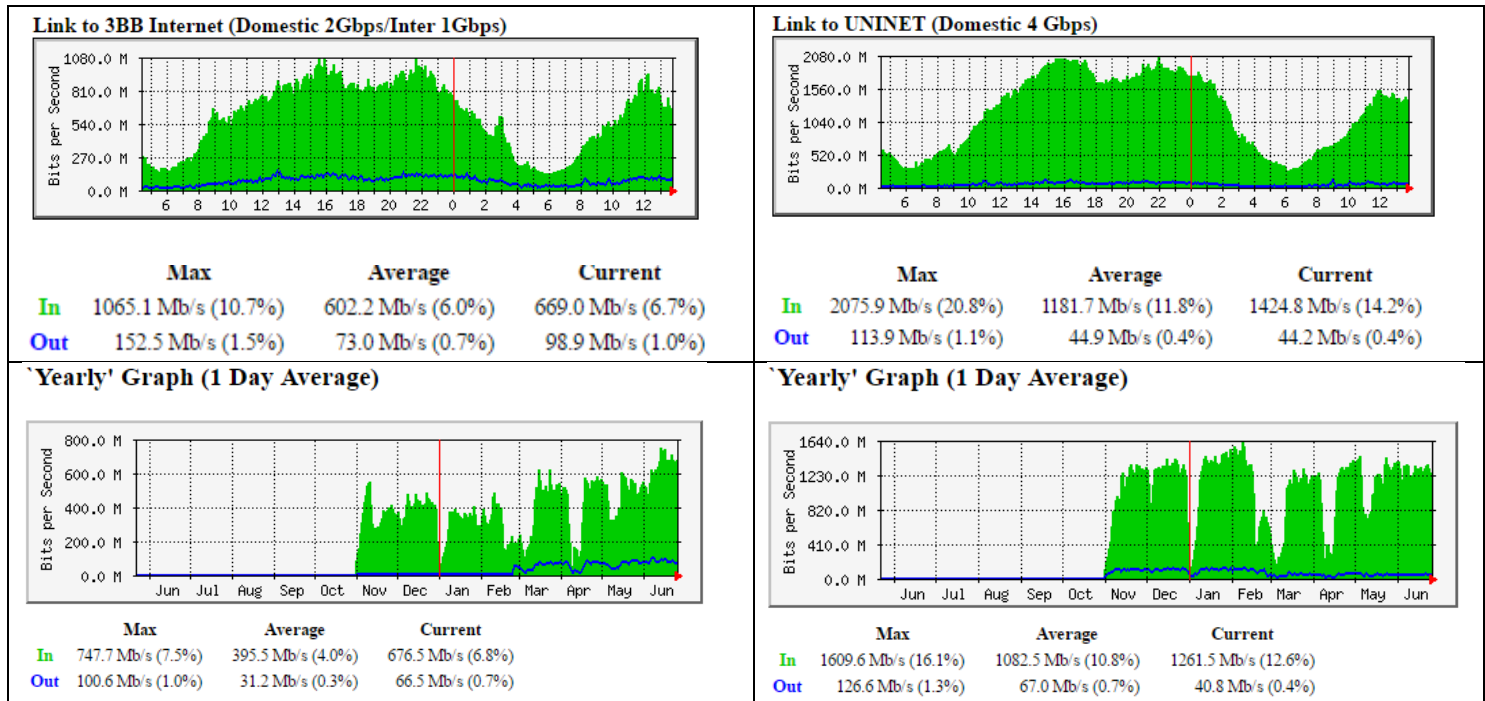 Link to 3BB Internet (Domestic 2Gbps/Inter 1Gbps)
Bits per Second
1080.0 M
810.0 M
540.0 M
270.0 M
0.0 M
6 8 10 12 14 16 18 20 22 0 2 4 6 8 10 12
Max Average Current
In 1065.1 Mb/s (10.7%) 602.2 Mb/s (6.0%) 669.0 Mb/s (6.7%)
Out 152.5 Mb/s (1.5%) 73.0 Mb/s (0.7%) 98.9 Mb/s (1.0%)
Link to UNINET (Domestic 4 Gbps)
Bits per Second
2080.0 M
1560.0 M
1040.0 M
520.0 M
0.0 M
6 8 10 12 14 16 18 20 22 0 2 4 6 8 10 12
Max Average Current
In 2075.9 Mb/s (20.8%) 1181.7 Mb/s (11.8%) 1424.8 Mb/s (14.2%)
Out 113.9 Mb/s (1.1%) 44.9 Mb/s (0.4%) 44.2 Mb/s (0.4%)
`Yearly' Graph (1 Day Average)
Bits per Second
800.0 M
600.0 M
400.0 M
200.0 M
0.0 M
Jun Jul Aug Sep Oct Nov Dec Jan Feb Mar Apr May Jun
Max Average Current
In 747.7 Mb/s (7.5%) 395.5 Mb/s (4.0%) 676.5 Mb/s (6.8%)
Out 100.6 Mb/s (1.0%) 31.2 Mb/s (0.3%) 66.5 Mb/s (0.7%)
`Yearly' Graph (1 Day Average)
Bits per Second
1640.0 M
1230.0 M
820.0 M
410.0 M
0.0 M
Jun Jul Aug Sep Oct Nov Dec Jan Feb Mar Apr May Jun
Max Average Current
In 1609.6 Mb/s (16.1%) 1082.5 Mb/s (10.8%) 1261.5 Mb/s (12.6%)
Out 126.6 Mb/s (1.3%) 67.0 Mb/s (0.7%) 40.8 Mb/s (0.4%)